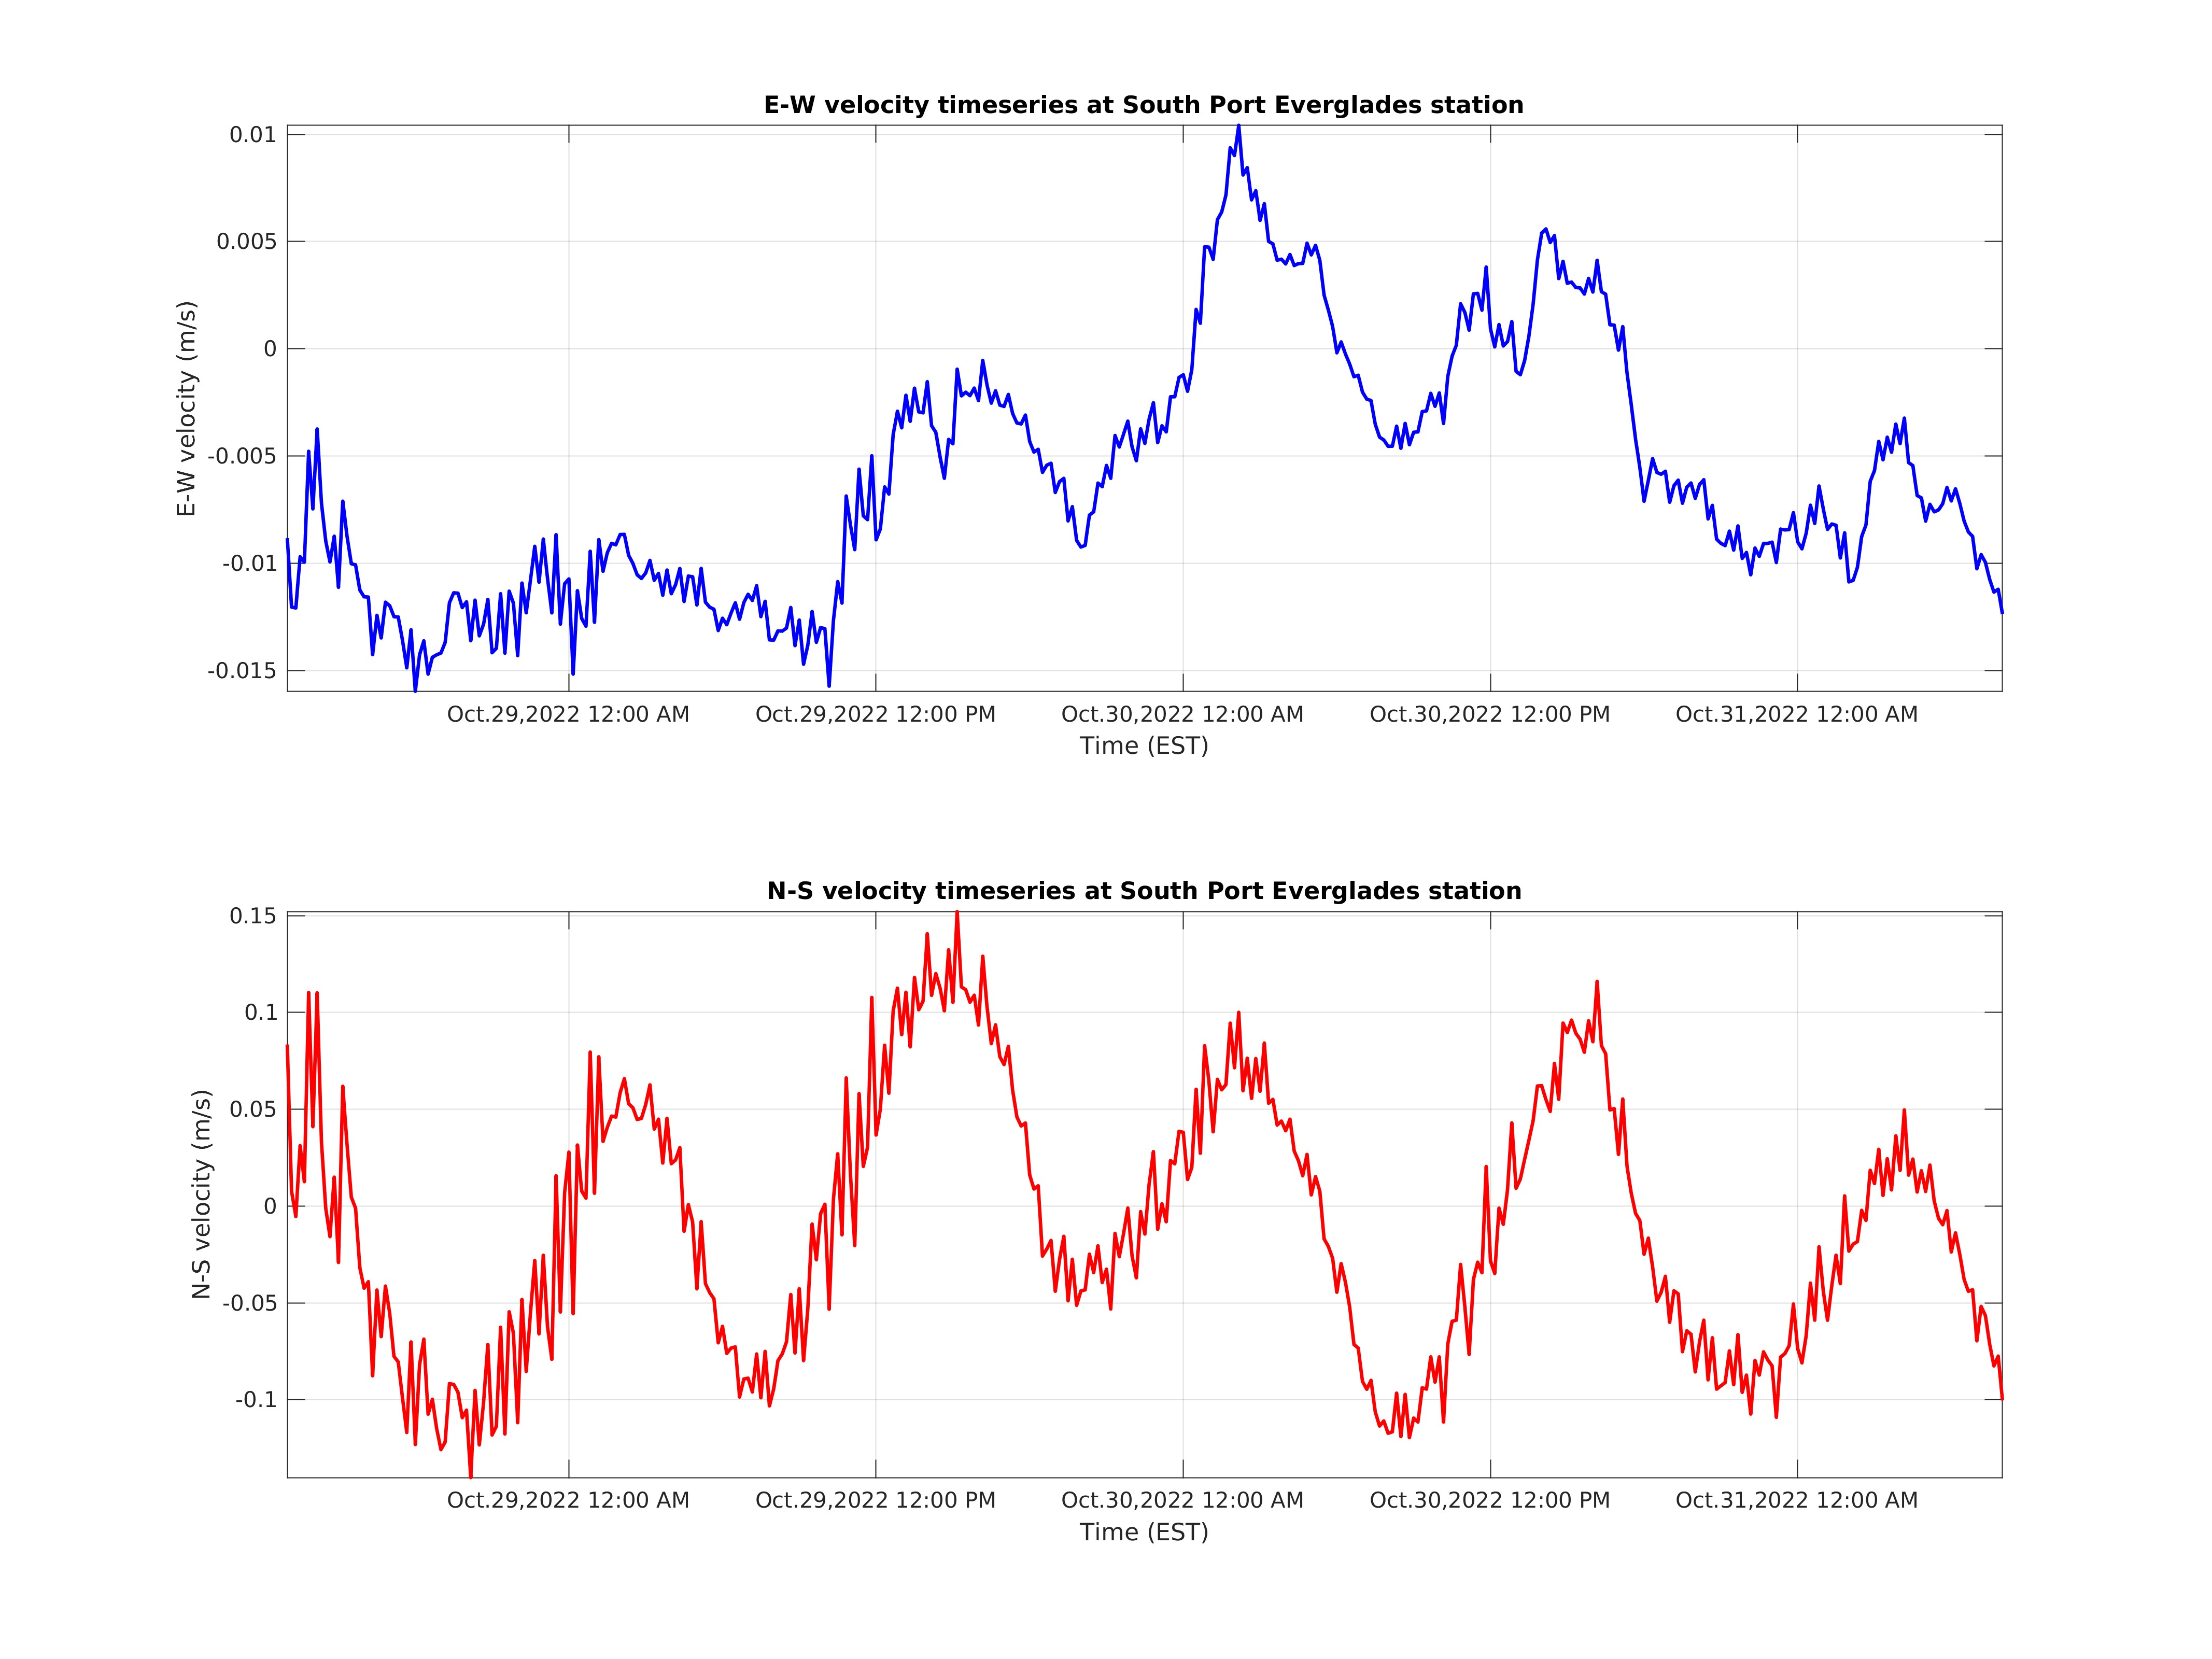 E-W velocity timeseries at South Port Everglades station
0.01
0.005
0
-0.005
-0.01
-0.015
E-W velocity (m/s)
Oct.29,2022 12:00 AM
Oct.29,2022 12:00 PM
Oct.30,2022 12:00 AM
Oct.30,2022 12:00 PM
Oct.31,2022 12:00 AM
Time (EST)
N-S velocity timeseries at South Port Everglades station
0.15
0.1
0.05
0
-0.05
-0.1
N-S velocity (m/s)
Oct.29,2022 12:00 AM
Oct.29,2022 12:00 PM
Oct.30,2022 12:00 AM
Oct.30,2022 12:00 PM
Oct.31,2022 12:00 AM
Time (EST)